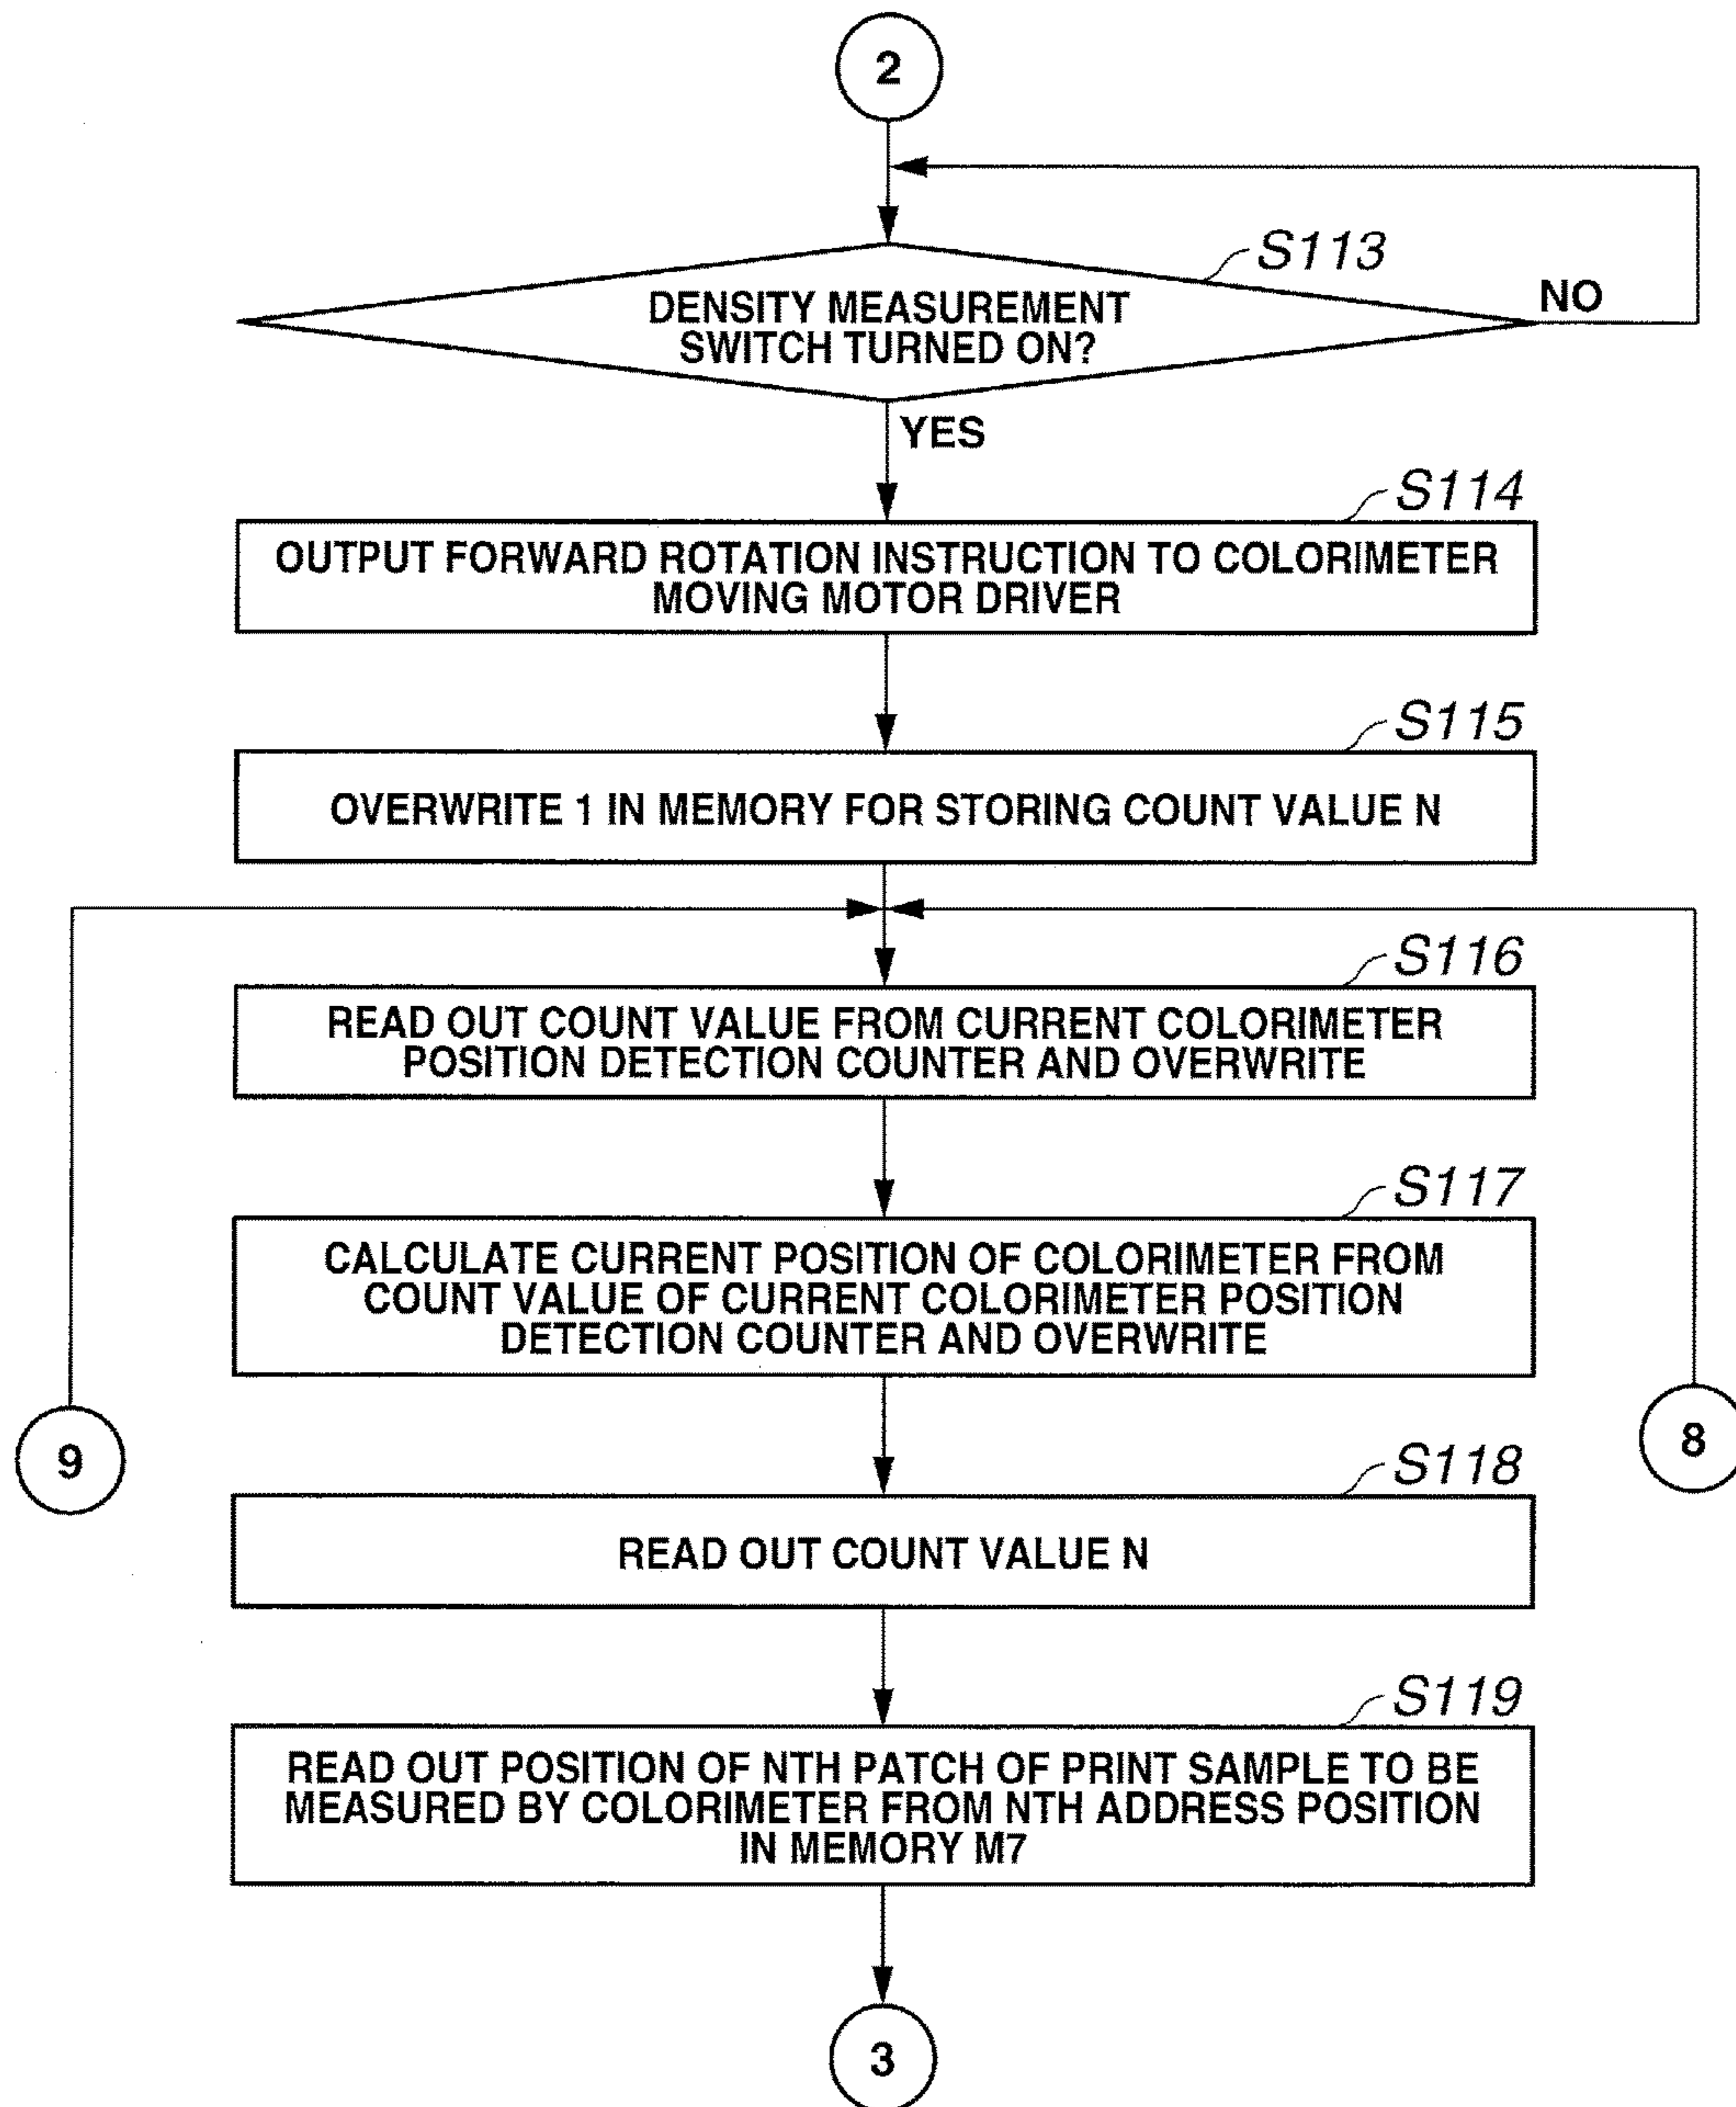 2
S113
DENSITY MEASUREMENT
SWITCH TURNED ON?
NO
YES
S114
OUTPUT FORWARD ROTATION INSTRUCTION TO COLORIMETER
MOVING MOTOR DRIVER
S115
OVERWRITE 1 IN MEMORY FOR STORING COUNT VALUE N
S116
READ OUT COUNT VALUE FROM CURRENT COLORIMETER
POSITION DETECTION COUNTER AND OVERWRITE
S117
CALCULATE CURRENT POSITION OF COLORIMETER FROM
COUNT VALUE OF CURRENT COLORIMETER POSITION
DETECTION COUNTER AND OVERWRITE
9
8
S118
READ OUT COUNT VALUE N
S119
READ OUT POSITION OF NTH PATCH OF PRINT SAMPLE TO BE
MEASURED BY COLORIMETER FROM NTH ADDRESS POSITION
IN MEMORY M7
3